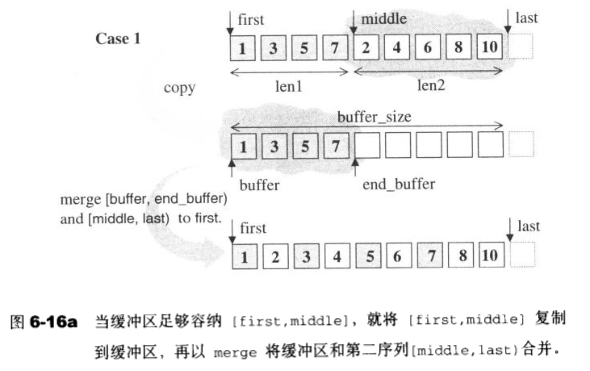 Case 1
first middle last
1 3 5 7 2 4 6 8 10
copy len1 len2
buffer_size
1 3 5 7
buffer end_buffer
merge [buffer, end_buffer)
and [middle, last) to first.
first last
1 2 3 4 5 6 7 8 10
图 6-16a 当缓冲区足够容纳 [first,middle], 就将 [first,middle] 复制
到缓冲区，再以 merge 将缓冲区和第二序列[middle,last)合并。